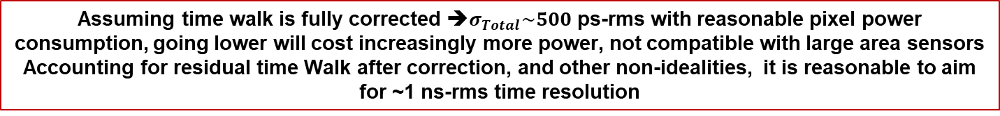 Assuming time walk is fully corrected 🡺σ_Total~500 ps-rms with reasonable pixel power
consumption, going lower will cost increasingly more power, not compatible with large area sensors
Accounting for residual time Walk after correction, and other non-idealities,  it is reasonable to aim
for ~1 ns-rms time resolution